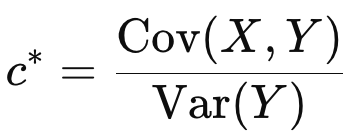 c* = Cov(X, Y) / Var(Y)